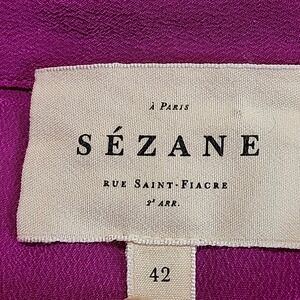 À PARIS
SÉZANE
RUE SAINT-FIACRE
2ᵉ ARR.
42